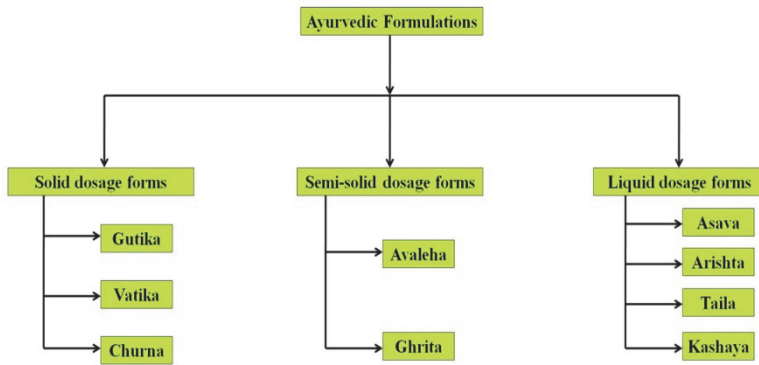 Ayurvedic Formulations
Solid dosage forms
Gutika
Vatika
Churna
Semi-solid dosage forms
Avaleha
Ghrita
Liquid dosage forms
Asava
Arishta
Taila
Kashaya